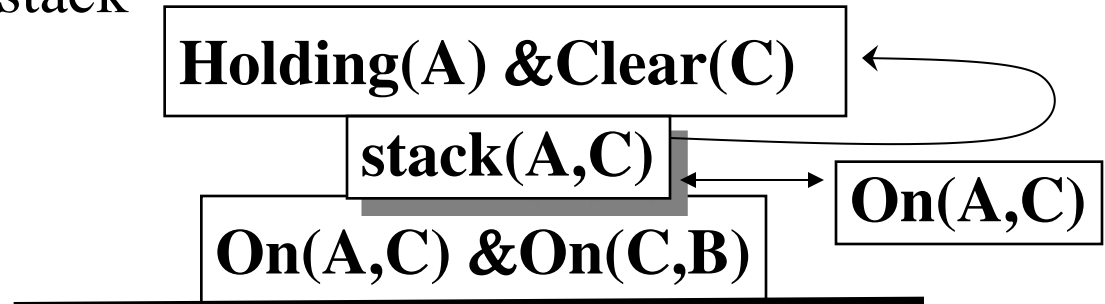 stack
Holding(A) &Clear(C)
stack(A,C)
On(A,C)
On(A,C) &On(C,B)